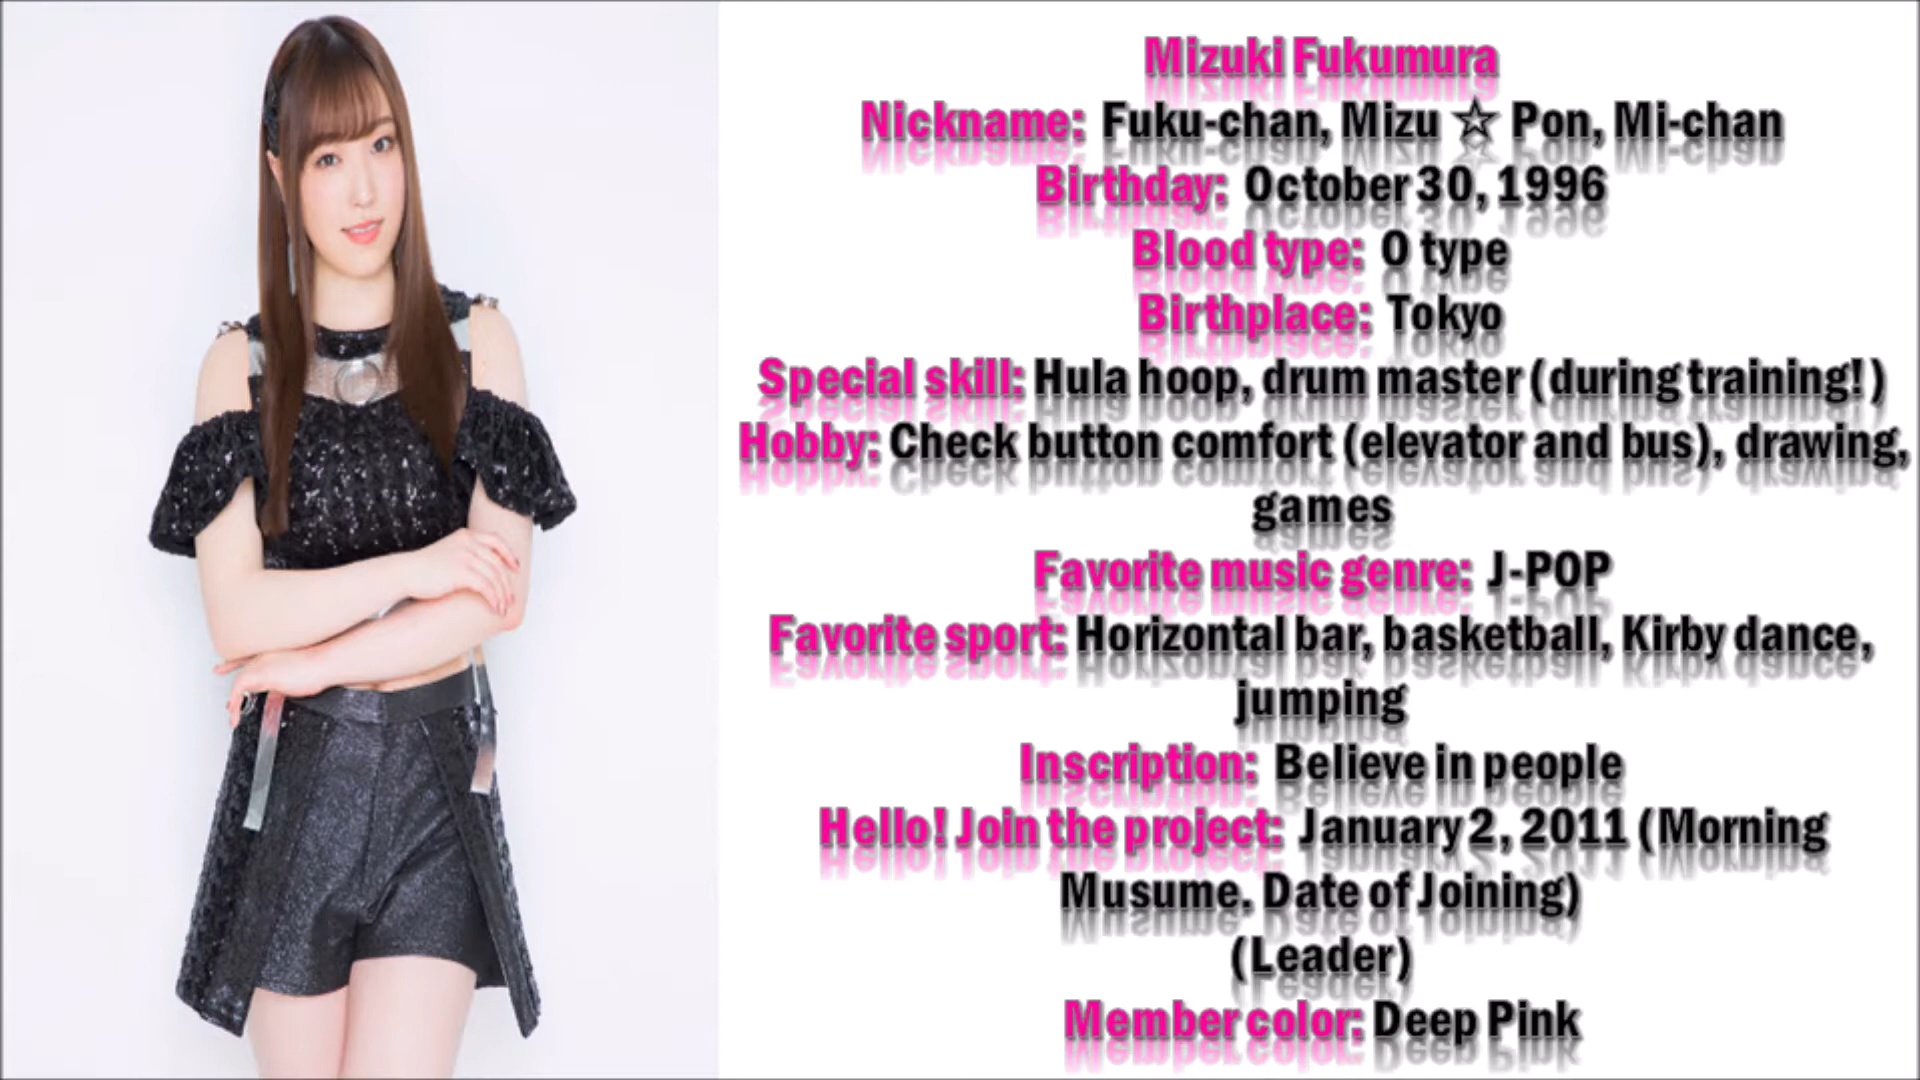 Mizuki Fukumura
Nickname: Fuku-chan, Mizu ☆ Pon, Mi-chan
Birthday: October 30, 1996
Blood type: O type
Birthplace: Tokyo
Special skill: Hula hoop, drum master (during training!)
Hobby: Check button comfort (elevator and bus), drawing,
games
Favorite music genre: J-POP
Favorite sport: Horizontal bar, basketball, Kirby dance,
jumping
Inscription: Believe in people
Hello! Join the project: January 2, 2011 (Morning
Musume. Date of Joining)
(Leader)
Member color: Deep Pink